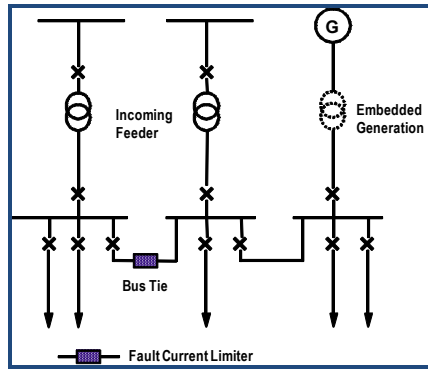 G
Incoming
Feeder
Embedded
Generation
Bus Tie
Fault Current Limiter